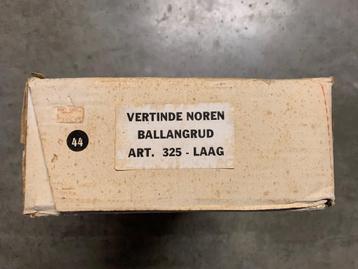 VERTINDE NOREN
BALLANGRUD
ART. 325 - LAAG
44